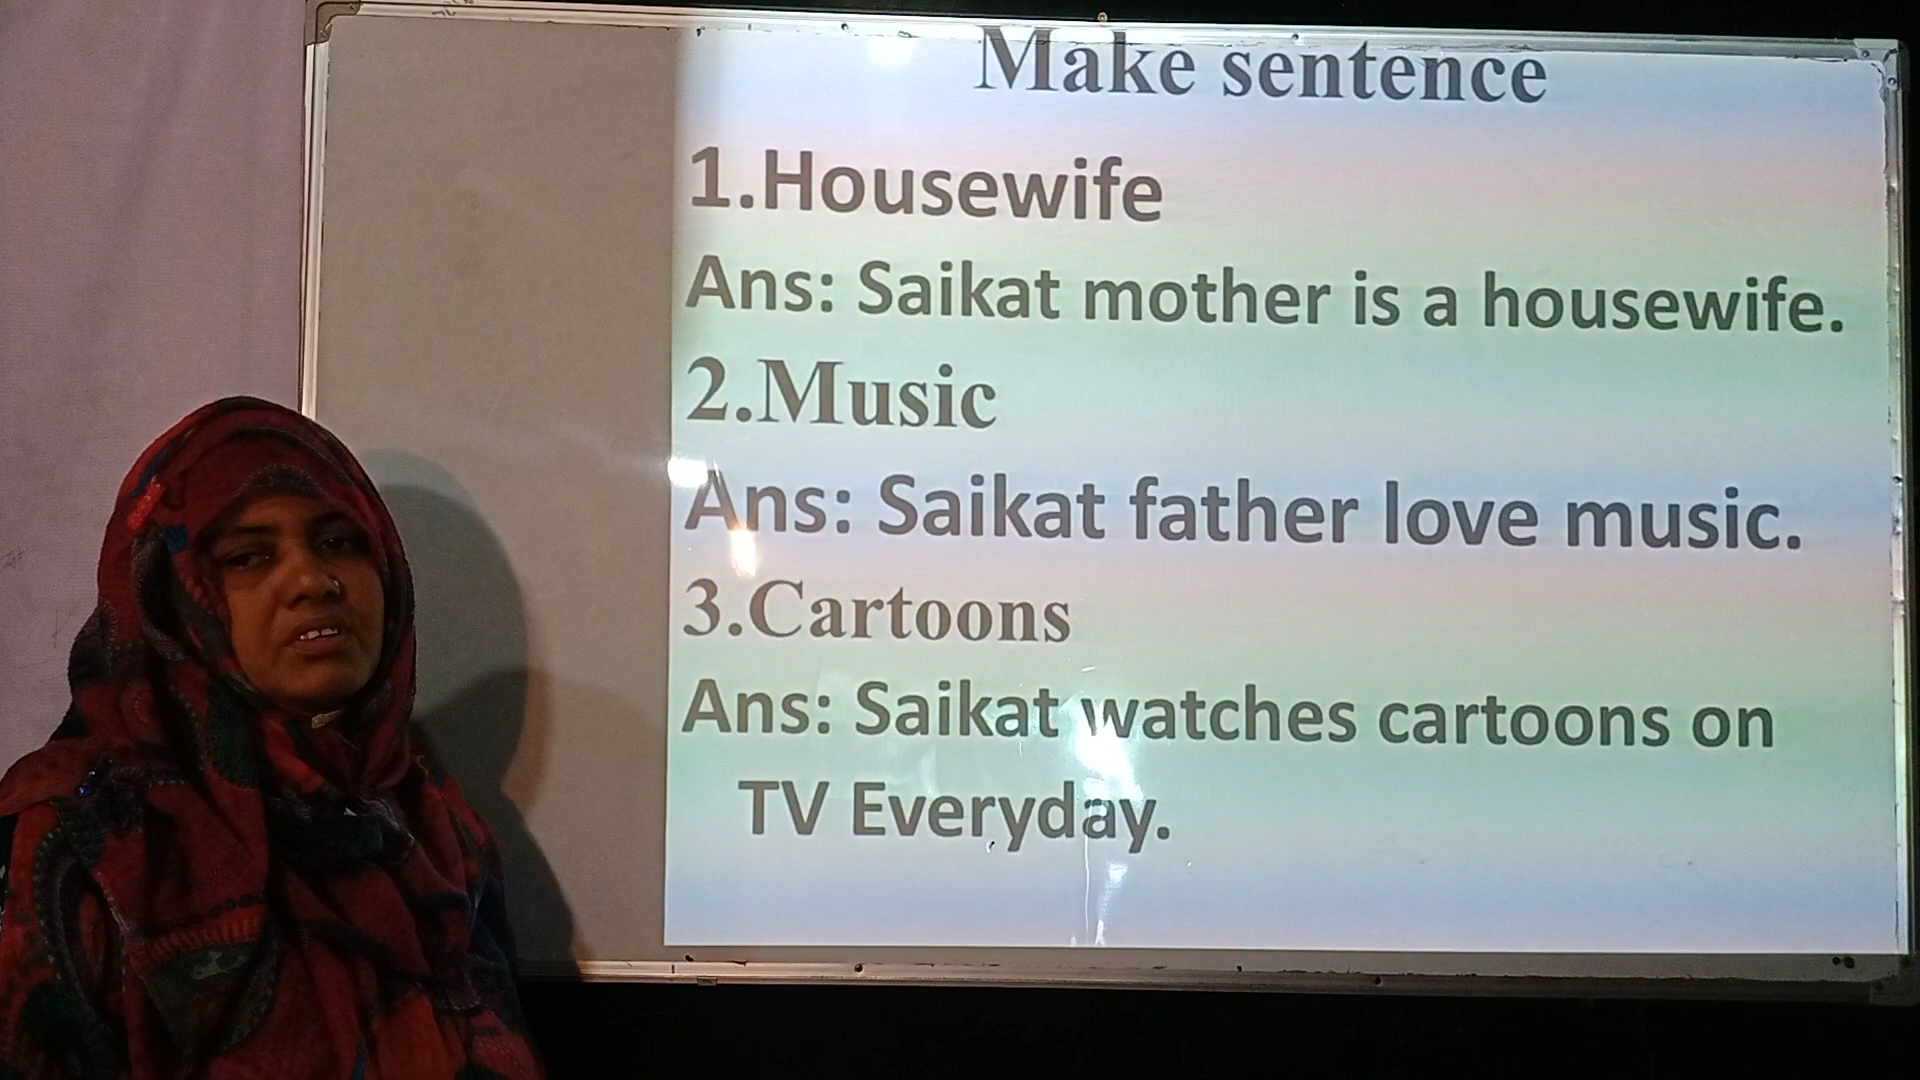 Make sentence
1.Housewife
Ans: Saikat mother is a housewife.
2.Music
Ans: Saikat father love music.
3.Cartoons
Ans: Saikat watches cartoons on
TV Everyday.